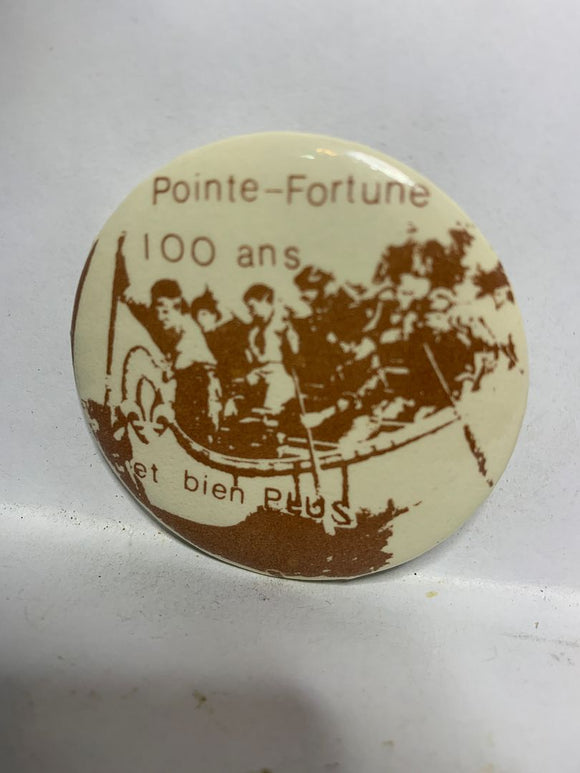 Pointe-Fortune
100 ans
et bien PLUS